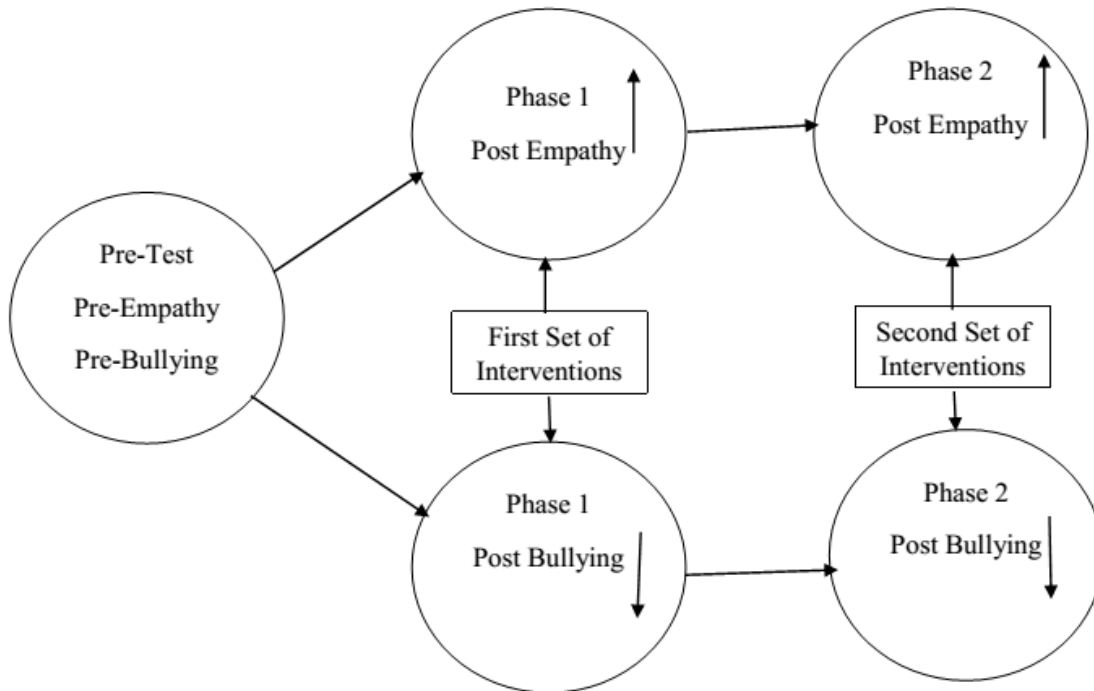 Pre-Test
Pre-Empathy
Pre-Bullying
Phase 1
Post Empathy
Phase 2
Post Empathy
First Set of
Interventions
Second Set of
Interventions
Phase 1
Post Bullying
Phase 2
Post Bullying